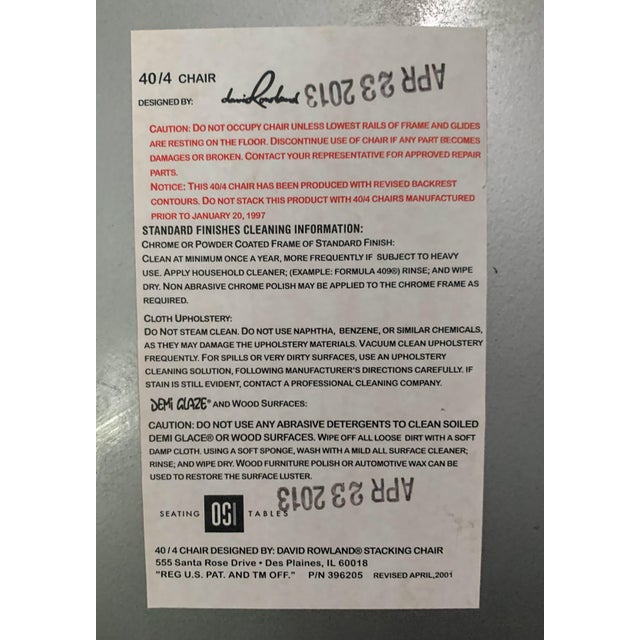 40/4 CHAIR
DESIGNED BY: david Rowland
APR 23 2013
CAUTION: DO NOT OCCUPY CHAIR UNLESS LOWEST RAILS OF FRAME AND GLIDES
ARE RESTING ON THE FLOOR. DISCONTINUE USE OF CHAIR IF ANY PART BECOMES
DAMAGES OR BROKEN. CONTACT YOUR REPRESENTATIVE FOR APPROVED REPAIR
PARTS.
NOTICE: THIS 40/4 CHAIR HAS BEEN PRODUCED WITH REVISED BACKREST
CONTOURS. DO NOT STACK THIS PRODUCT WITH 40/4 CHAIRS MANUFACTURED
PRIOR TO JANUARY 20, 1997
STANDARD FINISHES CLEANING INFORMATION:
CHROME OR POWDER COATED FRAME OF STANDARD FINISH:
CLEAN AT MINIMUM ONCE A YEAR, MORE FREQUENTLY IF SUBJECT TO HEAVY
USE. APPLY HOUSEHOLD CLEANER; (EXAMPLE: FORMULA 409®) RINSE; AND WIPE
DRY. NON ABRASIVE CHROME POLISH MAY BE APPLIED TO THE CHROME FRAME AS
REQUIRED.
CLOTH UPHOLSTERY:
DO NOT STEAM CLEAN. DO NOT USE NAPHTHA, BENZENE, OR SIMILAR CHEMICALS,
AS THEY MAY DAMAGE THE UPHOLSTERY MATERIALS. VACUUM CLEAN UPHOLSTERY
FREQUENTLY. FOR SPILLS OR VERY DIRTY SURFACES, USE AN UPHOLSTERY
CLEANING SOLUTION, FOLLOWING MANUFACTURER'S DIRECTIONS CAREFULLY. IF
STAIN IS STILL EVIDENT, CONTACT A PROFESSIONAL CLEANING COMPANY.
DEMI GLAZE® AND WOOD SURFACES:
CAUTION: DO NOT USE ANY ABRASIVE DETERGENTS TO CLEAN SOILED
DEMI GLACE® OR WOOD SURFACES. WIPE OFF ALL LOOSE DIRT WITH A SOFT
DAMP CLOTH. USING A SOFT SPONGE, WASH WITH A MILD ALL SURFACE CLEANER;
RINSE; AND WIPE DRY. WOOD FURNITURE POLISH OR AUTOMOTIVE WAX CAN BE
USED TO RESTORE THE SURFACE LUSTER.
APR 23 2013
SEATING OSI TABLES
40/4 CHAIR DESIGNED BY: DAVID ROWLAND® STACKING CHAIR
555 Santa Rose Drive • Des Plaines, IL 60018
"REG U.S. PAT. AND TM OFF." P/N 396205 REVISED APRIL,2001